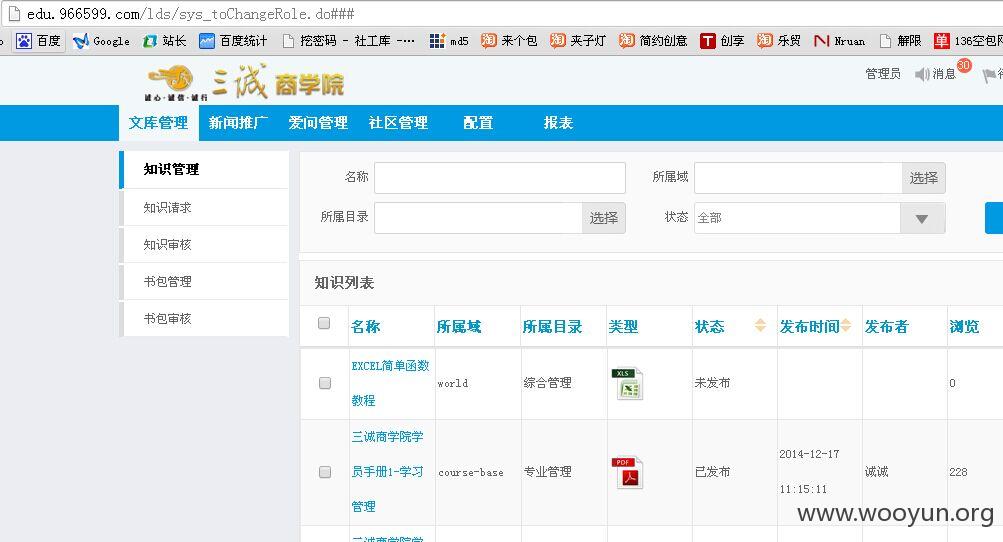 edu.966599.com/lds/sys_toChangeRole.do###
百度 Google 站长 百度统计 挖密码 - 社工库 -··· md5 来个包 夹子灯 简约创意 创享 乐贸 Nruan 解限 136空包网
三诚 商学院
诚心·诚信·诚行
管理员 消息 30
文库管理 新闻推广 爱问管理 社区管理 配置 报表
知识管理
知识请求
知识审核
书包管理
书包审核
名称 所属域 选择
所属目录 选择 状态 全部
知识列表
名称 所属域 所属目录 类型 状态 发布时间 发布者 浏览
EXCEL简单函数
教程
world 综合管理 XLS 未发布 0
三诚商学院学
员手册1-学习
管理
course-base 专业管理 PDF 已发布
2014-12-17
11:15:11
诚诚 228
三诚商学院学
www.wooyun.org